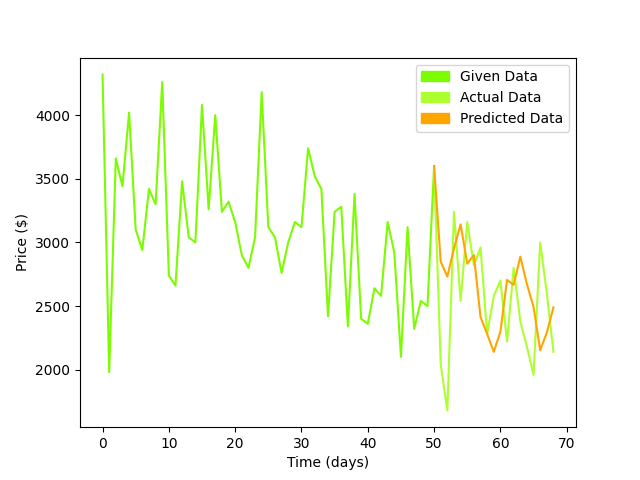 Given Data
Actual Data
Predicted Data
4000
3500
3000
2500
2000
Price ($)
0 10 20 30 40 50 60 70
Time (days)